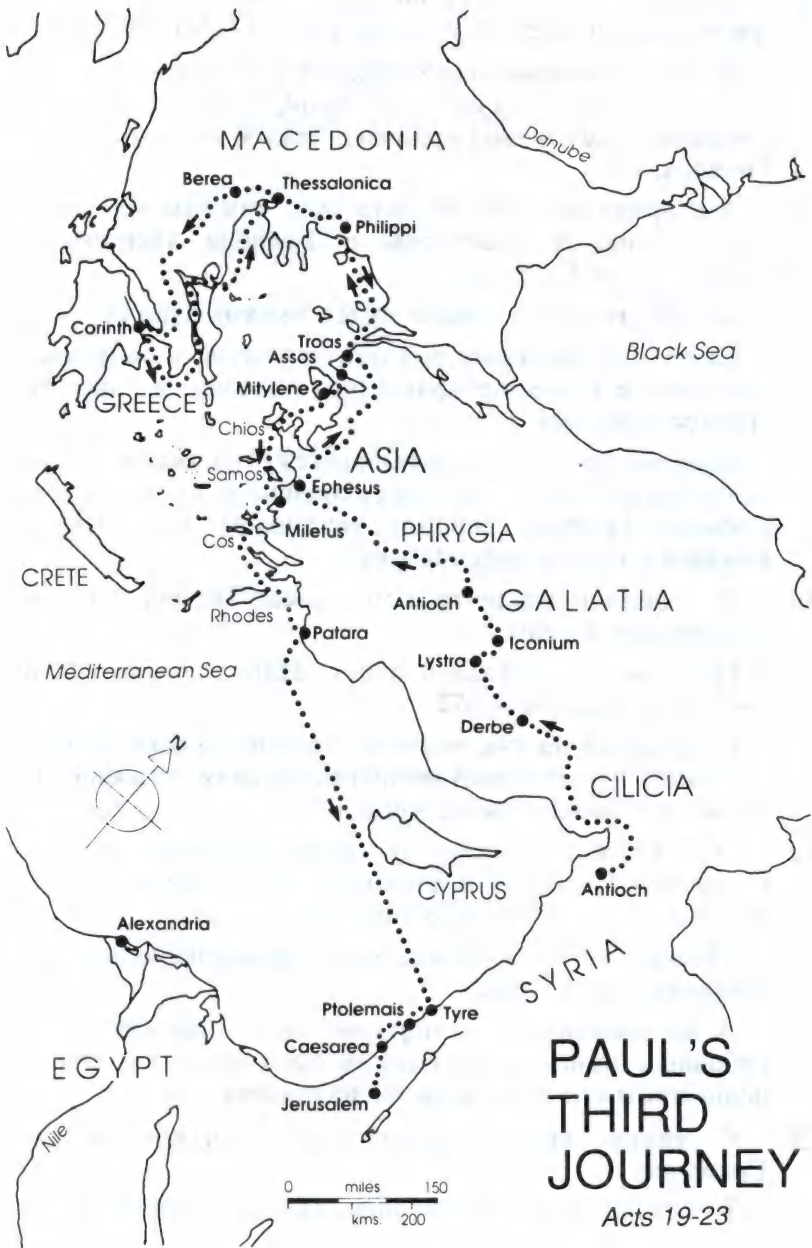 MACEDONIA
Danube
Berea
Thessalonica
Philippi
Corinth
Troas
Assos
Black Sea
Mitylene
GREECE
Chios
ASIA
Samos
Ephesus
Miletus
PHRYGIA
Cos
CRETE
Antioch
GALATIA
Rhodes
Iconium
Patara
Lystra
Mediterranean Sea
Derbe
N
CILICIA
CYPRUS
Antioch
Alexandria
SYRIA
Ptolemais
Tyre
Caesarea
EGYPT
Jerusalem
Nile
0 miles 150
kms. 200
PAUL'S
THIRD
JOURNEY
Acts 19-23